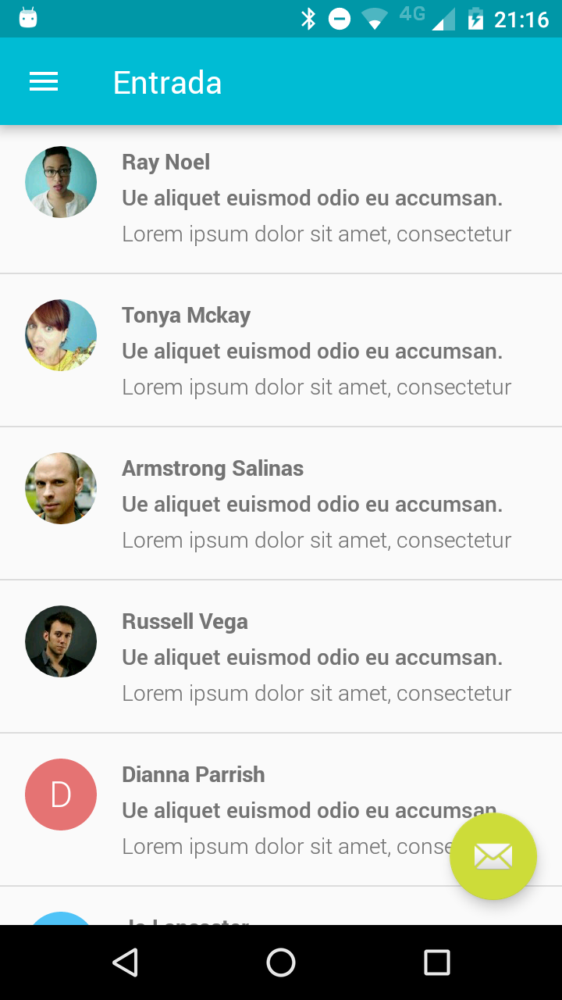 4G 21:16
Entrada
Ray Noel
Ue aliquet euismod odio eu accumsan.
Lorem ipsum dolor sit amet, consectetur
Tonya Mckay
Ue aliquet euismod odio eu accumsan.
Lorem ipsum dolor sit amet, consectetur
Armstrong Salinas
Ue aliquet euismod odio eu accumsan.
Lorem ipsum dolor sit amet, consectetur
Russell Vega
Ue aliquet euismod odio eu accumsan.
Lorem ipsum dolor sit amet, consectetur
D
Dianna Parrish
Ue aliquet euismod odio eu accumsan
Lorem ipsum dolor sit amet, conse